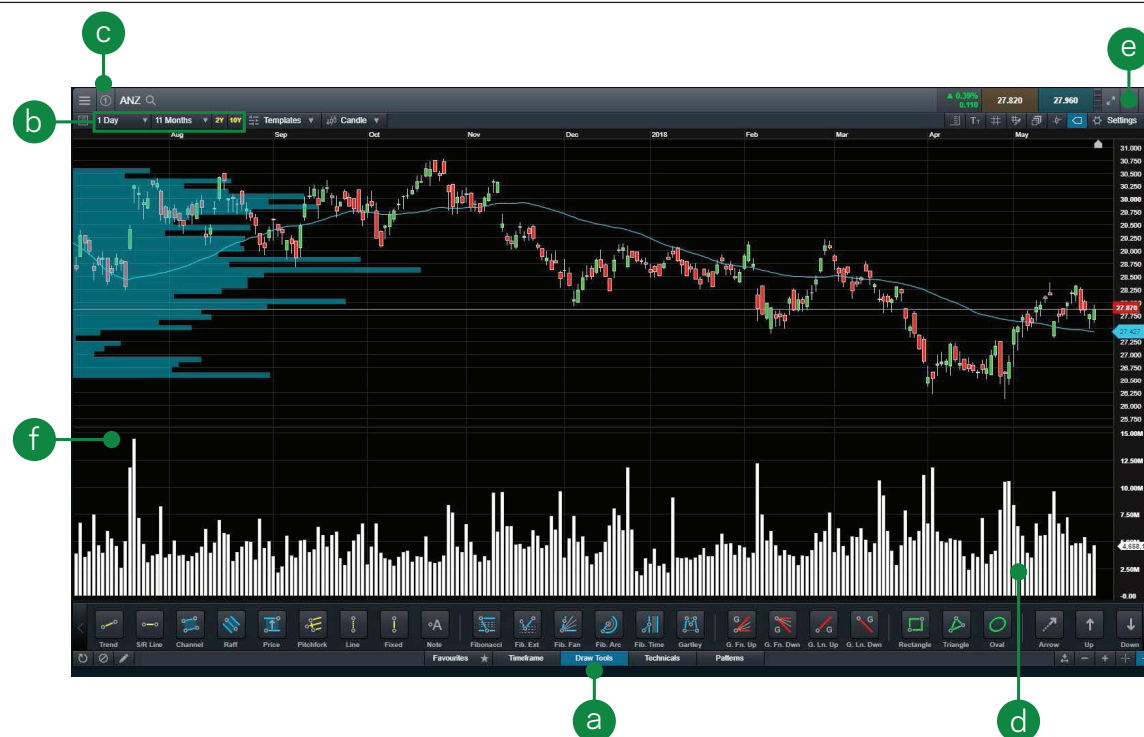 c
e
ANZ
▲ 0.39%
0.110
27.820
27.960
b
1 Day
11 Months
2Y
10Y
Templates
Candle
Settings
Aug
Sep
Oct
Nov
Dec
2018
Feb
Mar
Apr
May
31.000
30.750
30.500
30.250
30.000
29.750
29.500
29.250
29.000
28.750
28.500
28.250
27.870
27.750
27.427
27.250
27.000
26.750
26.500
26.250
26.000
25.750
f
15.00M
12.50M
10.00M
7.50M
4,668,1
2.50M
-0.00
Trend
S/R Line
Channel
Raff
Price
Pitchfork
Line
Fixed
Note
Fibonacci
Fib. Ext
Fib. Fan
Fib. Arc
Fib. Time
Gartley
G. Fn. Up
G. Fn. Dwn
G. Ln. Up
G. Ln. Dwn
Rectangle
Triangle
Oval
Arrow
Up
Down
Favourites
Timeframe
Draw Tools
Technicals
Patterns
a
d